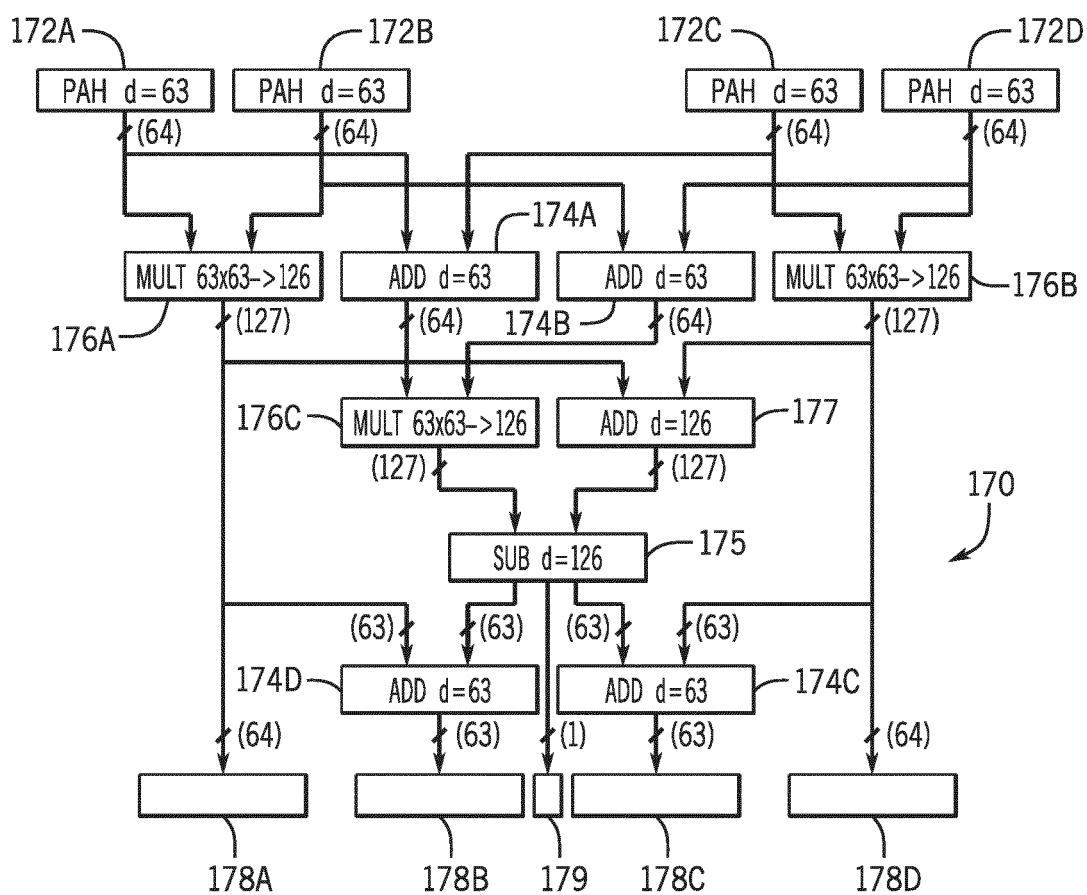 172A
172B
172C
172D
PAH d=63
PAH d=63
PAH d=63
PAH d=63
(64)
(64)
(64)
(64)
174A
MULT 63x63->126
ADD d=63
ADD d=63
MULT 63x63->126
176B
176A
(127)
(64)
174B
(64)
(127)
176C
MULT 63x63->126
ADD d=126
177
(127)
(127)
170
SUB d=126
175
(63)
(63)
(63)
(63)
174D
ADD d=63
ADD d=63
174C
(64)
(63)
(1)
(63)
(64)
178A
178B
179
178C
178D